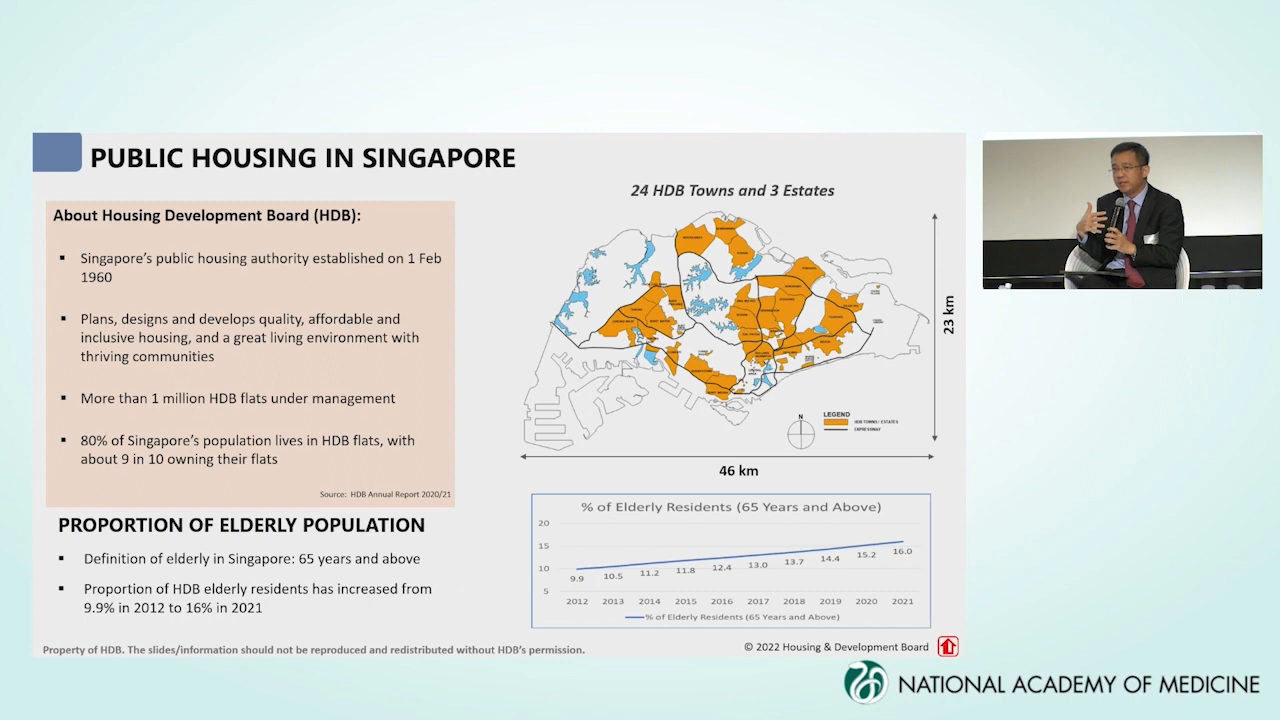 PUBLIC HOUSING IN SINGAPORE
About Housing Development Board (HDB):
▪ Singapore's public housing authority established on 1 Feb
1960
▪ Plans, designs and develops quality, affordable and
inclusive housing, and a great living environment with
thriving communities
▪ More than 1 million HDB flats under management
▪ 80% of Singapore's population lives in HDB flats, with
about 9 in 10 owning their flats
Source: HDB Annual Report 2020/21
PROPORTION OF ELDERLY POPULATION
▪ Definition of elderly in Singapore: 65 years and above
▪ Proportion of HDB elderly residents has increased from
9.9% in 2012 to 16% in 2021
24 HDB Towns and 3 Estates
23 km
N
LEGEND
HDB TOWNS / ESTATES
EXPRESSWAY
46 km
% of Elderly Residents (65 Years and Above)
20
15
10
5
9.9 10.5 11.2 11.8 12.4 13.0 13.7 14.4 15.2 16.0
2012 2013 2014 2015 2016 2017 2018 2019 2020 2021
% of Elderly Residents (65 Years and Above)
Property of HDB. The slides/information should not be reproduced and redistributed without HDB's permission.
© 2022 Housing & Development Board
NATIONAL ACADEMY OF MEDICINE